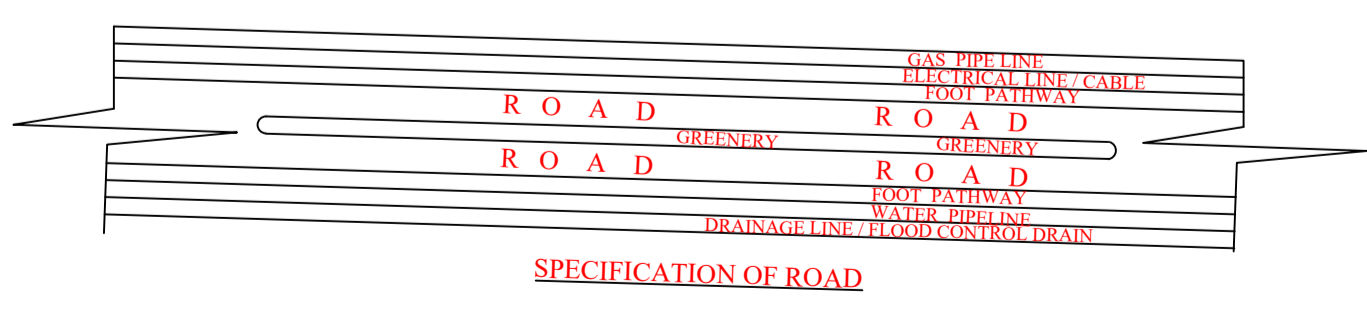 GAS PIPE LINE
ELECTRICAL LINE / CABLE
FOOT PATHWAY
R O A D R O A D
GREENERY GREENERY
R O A D R O A D
FOOT PATHWAY
WATER PIPELINE
DRAINAGE LINE / FLOOD CONTROL DRAIN
SPECIFICATION OF ROAD